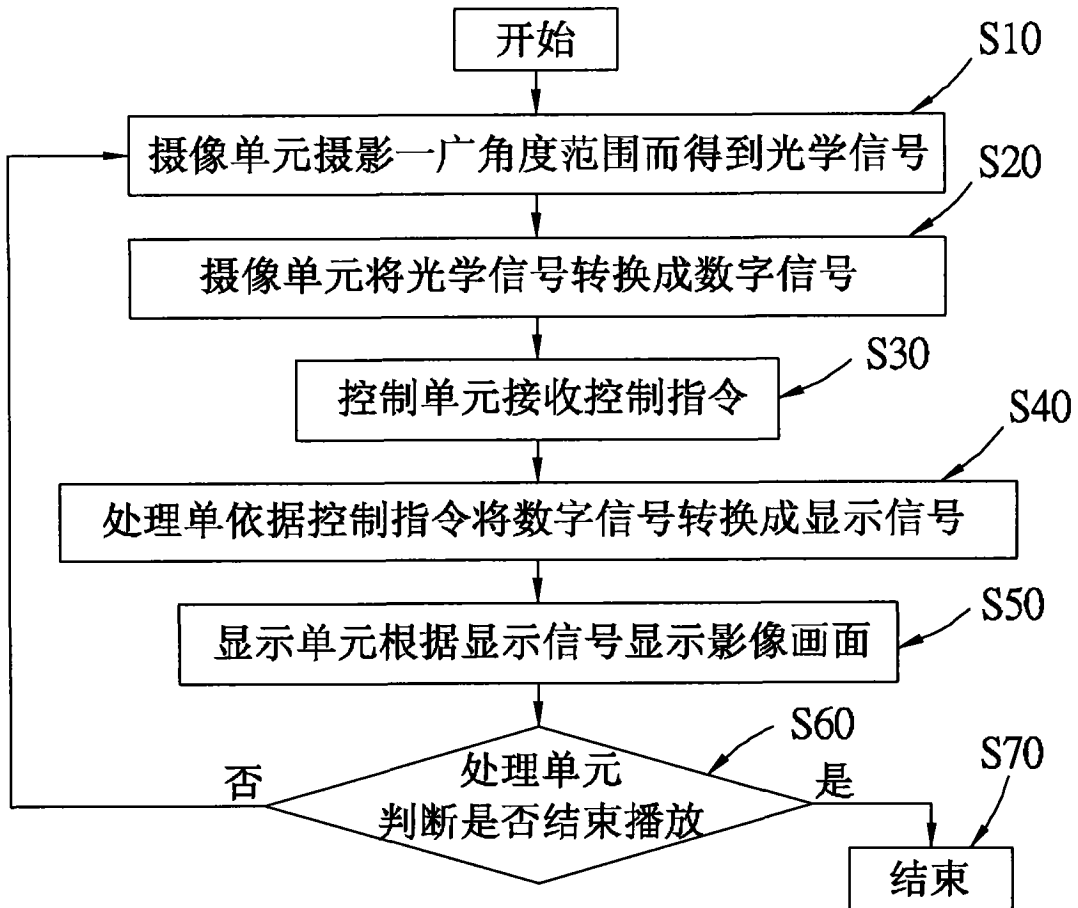 开始
S10
摄像单元摄影一广角度范围而得到光学信号
S20
摄像单元将光学信号转换成数字信号
S30
控制单元接收控制指令
S40
处理单依据控制指令将数字信号转换成显示信号
S50
显示单元根据显示信号显示影像画面
S60
处理单元
判断是否结束播放
否
是
S70
结束